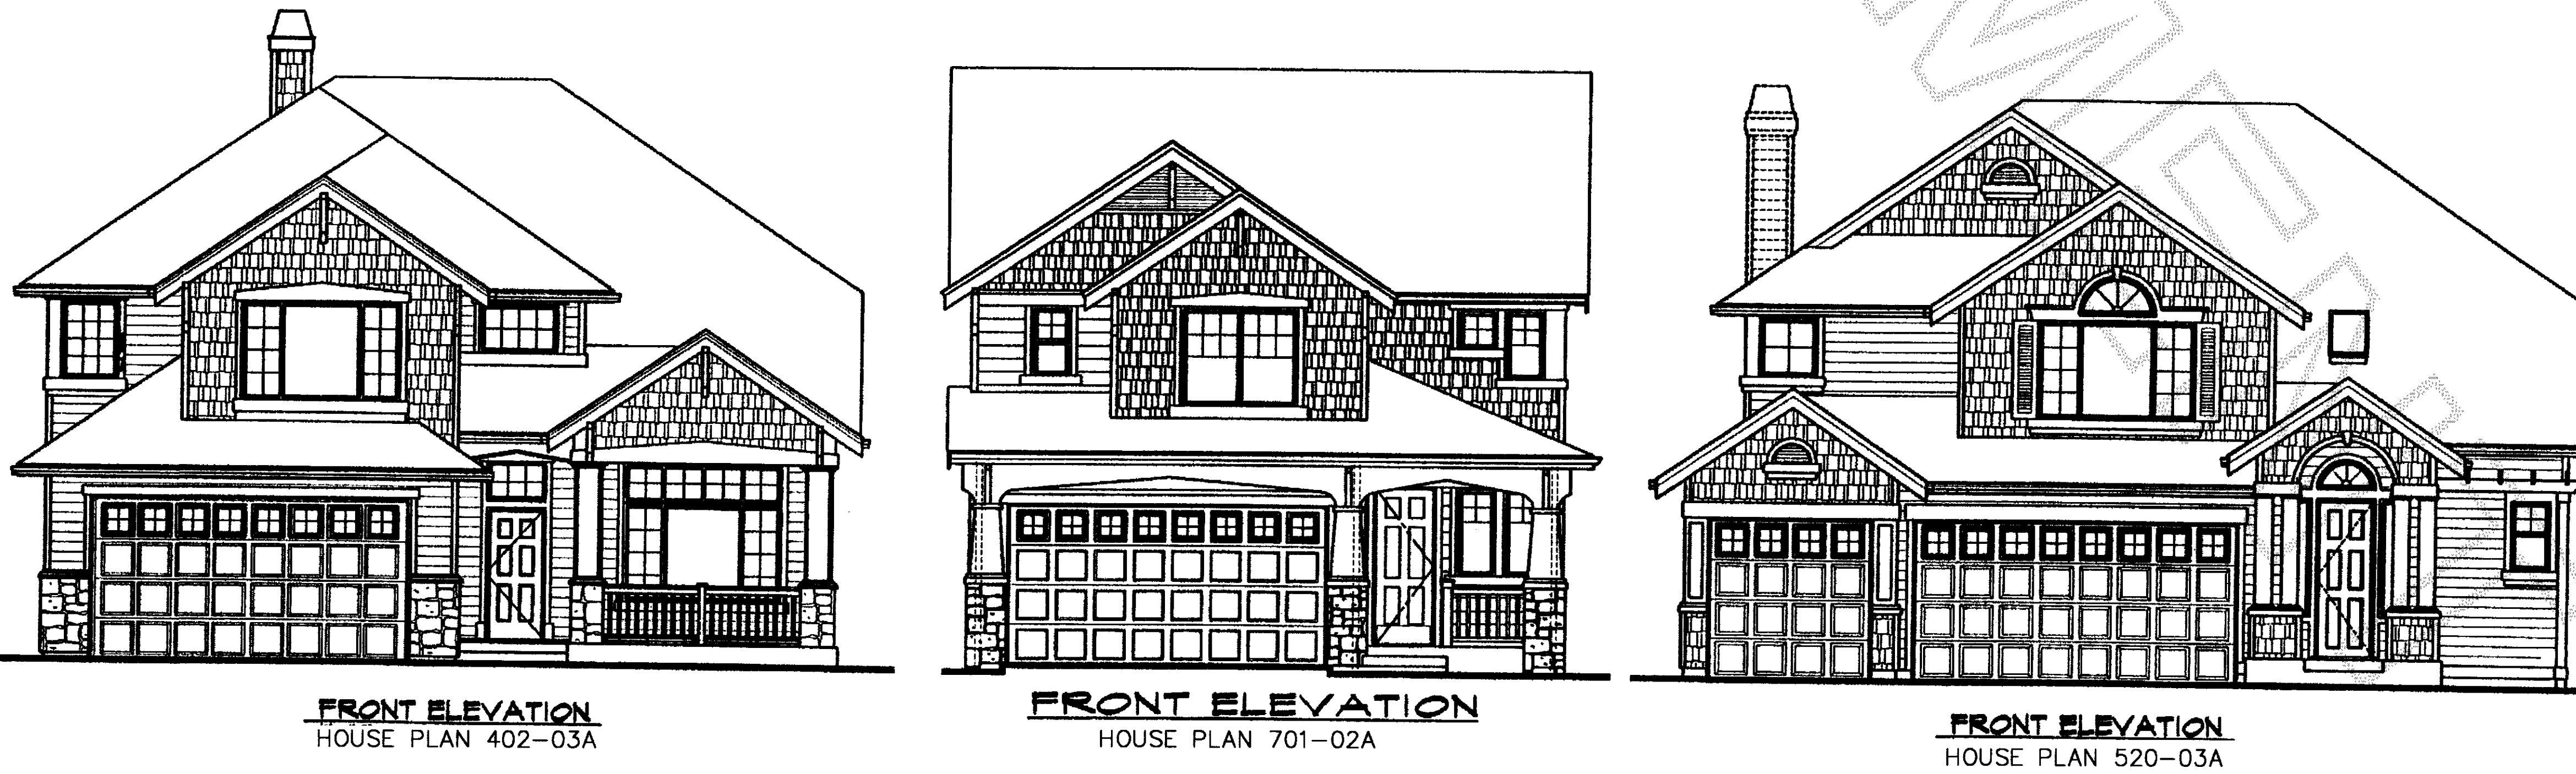 FRONT ELEVATION
HOUSE PLAN 402-03A
FRONT ELEVATION
HOUSE PLAN 701-02A
FRONT ELEVATION
HOUSE PLAN 520-03A